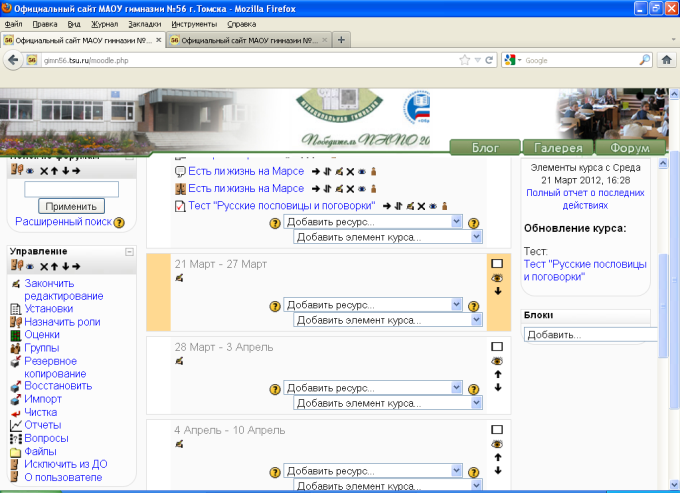 Официальный сайт МАОУ гимназии №56 г.Томска - Mozilla Firefox
Файл Правка Вид Журнал Закладки Инструменты Справка
Официальный сайт МАОУ гимназии №...
Официальный сайт МАОУ гимназии №...
gimn56.tsu.ru/moodle.php
Google
Победитель ПНПО 20
Блог Галерея Форум
Поиск по форумам
Применить
Расширенный поиск
Управление
Закончить
редактирование
Установки
Назначить роли
Оценки
Группы
Резервное
копирование
Восстановить
Импорт
Чистка
Отчеты
Вопросы
Файлы
Исключить из ДО
О пользователе
Есть ли жизнь на Марсе
Есть ли жизнь на Марсе
Тест "Русские пословицы и поговорки"
Добавить ресурс...
Добавить элемент курса...
21 Март - 27 Март
Добавить ресурс...
Добавить элемент курса...
28 Март - 3 Апрель
Добавить ресурс...
Добавить элемент курса...
4 Апрель - 10 Апрель
Добавить ресурс...
Добавить элемент курса...
Элементы курса с Среда
21 Март 2012, 16:28
Полный отчет о последних
действиях
Обновление курса:
Тест:
Тест "Русские пословицы
и поговорки"
Блоки
Добавить...